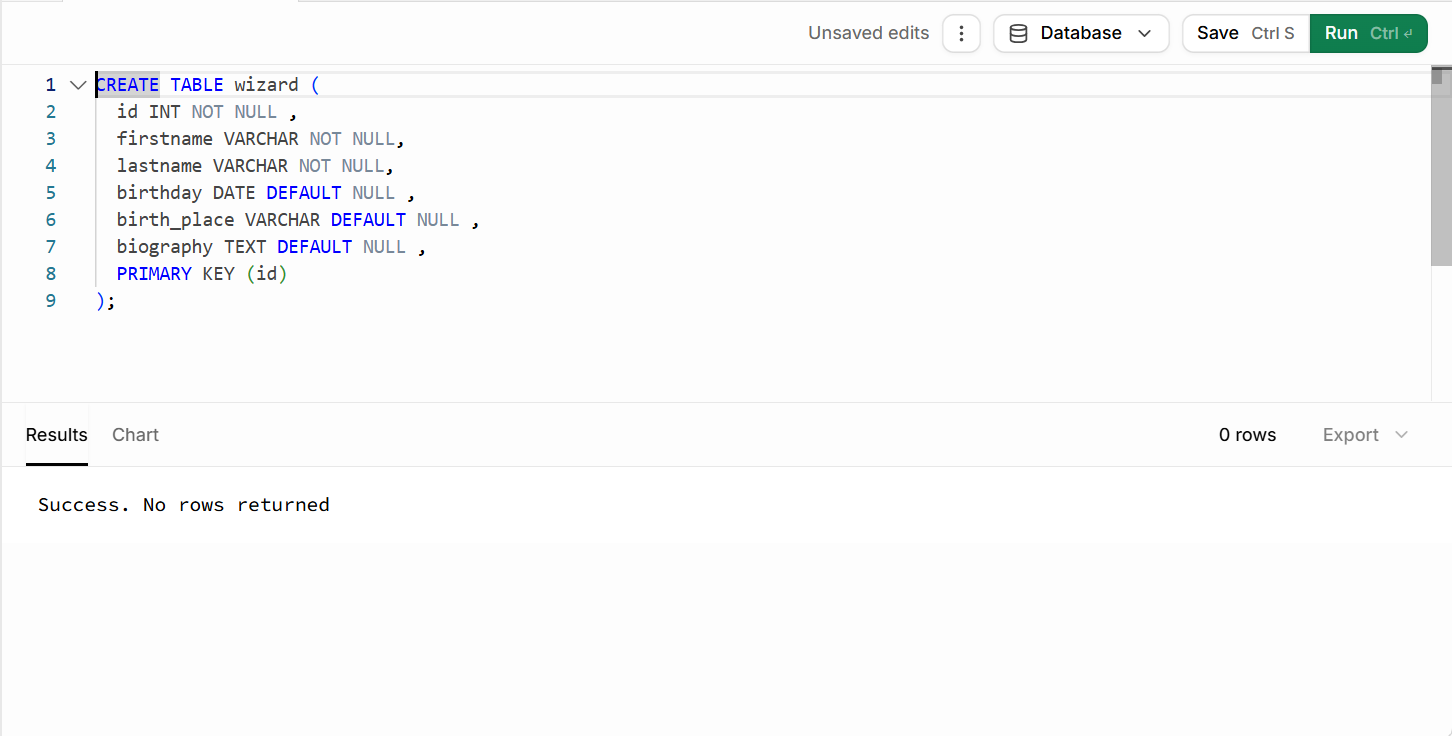 Unsaved edits Database Save Ctrl S Run Ctrl ↵
1 CREATE TABLE wizard (
2 id INT NOT NULL ,
3 firstname VARCHAR NOT NULL,
4 lastname VARCHAR NOT NULL,
5 birthday DATE DEFAULT NULL ,
6 birth_place VARCHAR DEFAULT NULL ,
7 biography TEXT DEFAULT NULL ,
8 PRIMARY KEY (id)
9 );
Results Chart 0 rows Export
Success. No rows returned